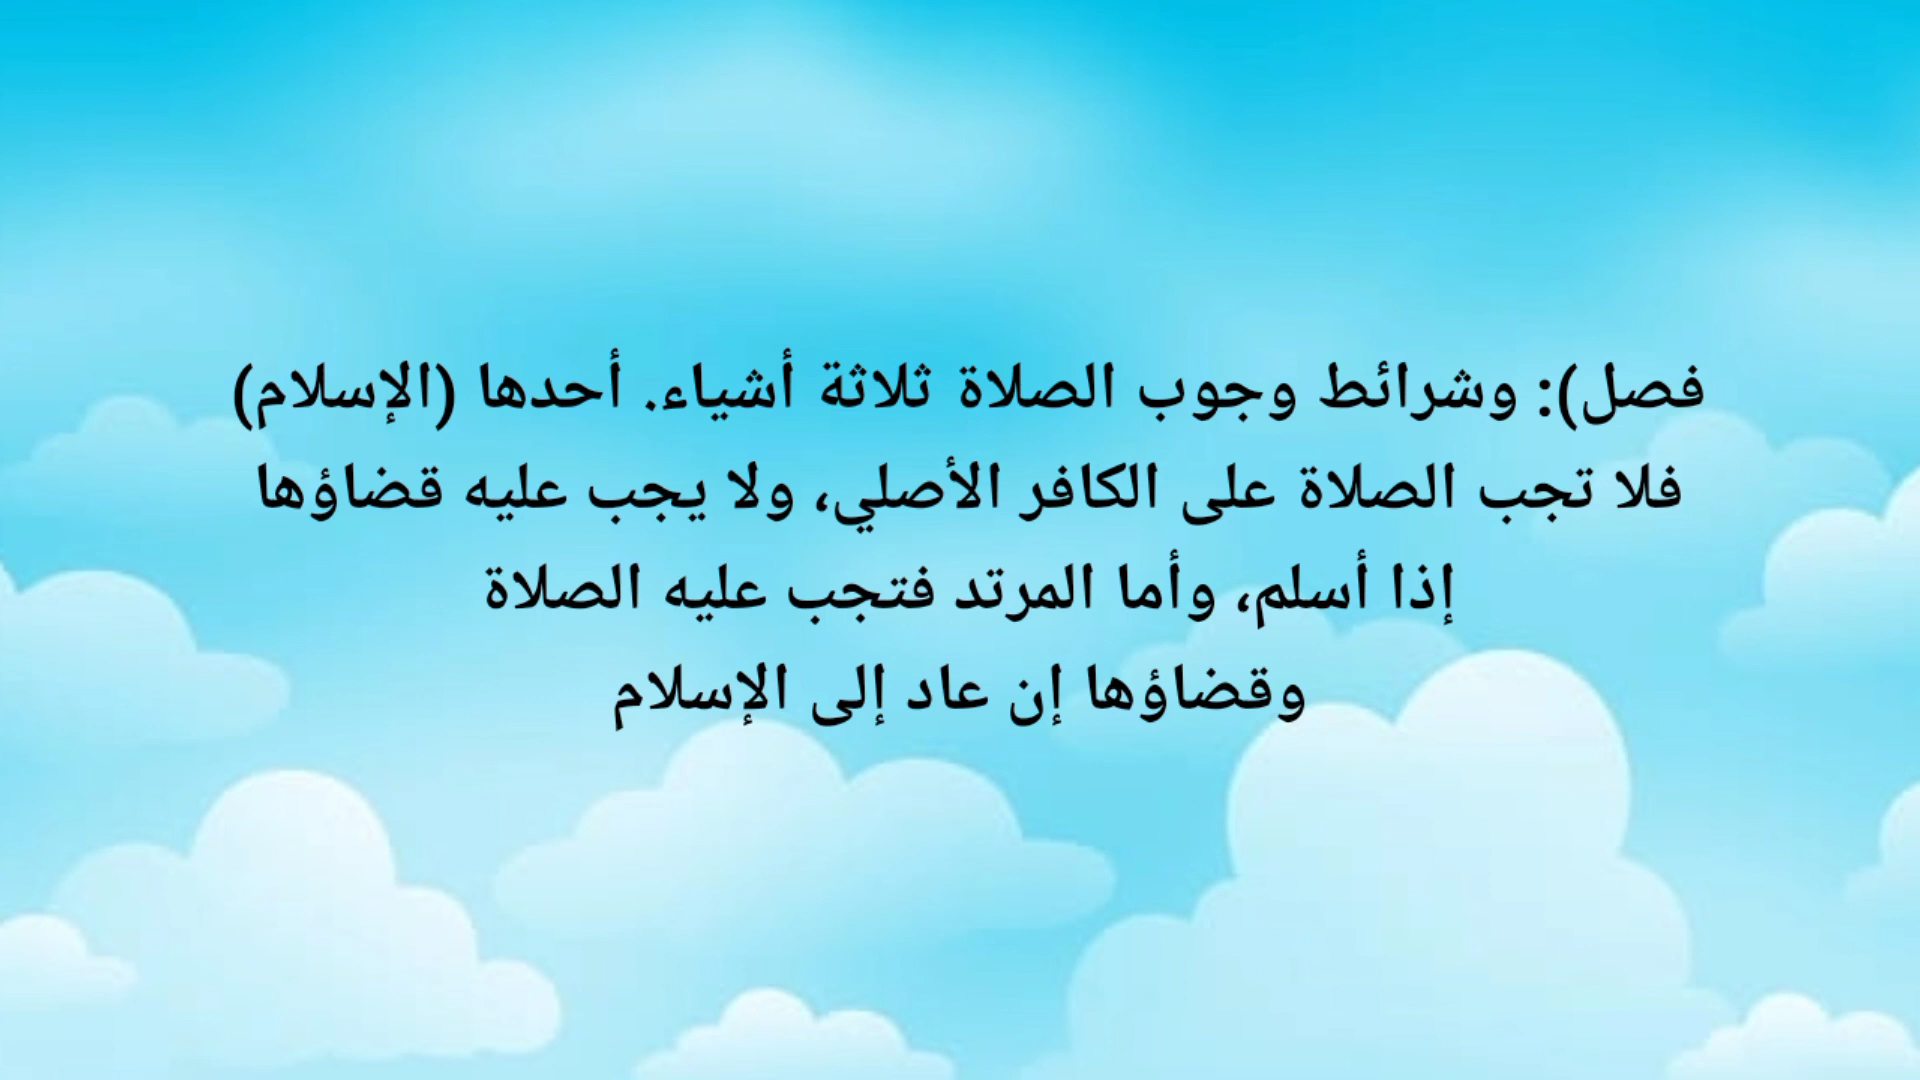 فصل): وشرائط وجوب الصلاة ثلاثة أشياء. أحدها (الإسلام)
فلا تجب الصلاة على الكافر الأصلي، ولا يجب عليه قضاؤها
إذا أسلم، وأما المرتد فتجب عليه الصلاة
وقضاؤها إن عاد إلى الإسلام